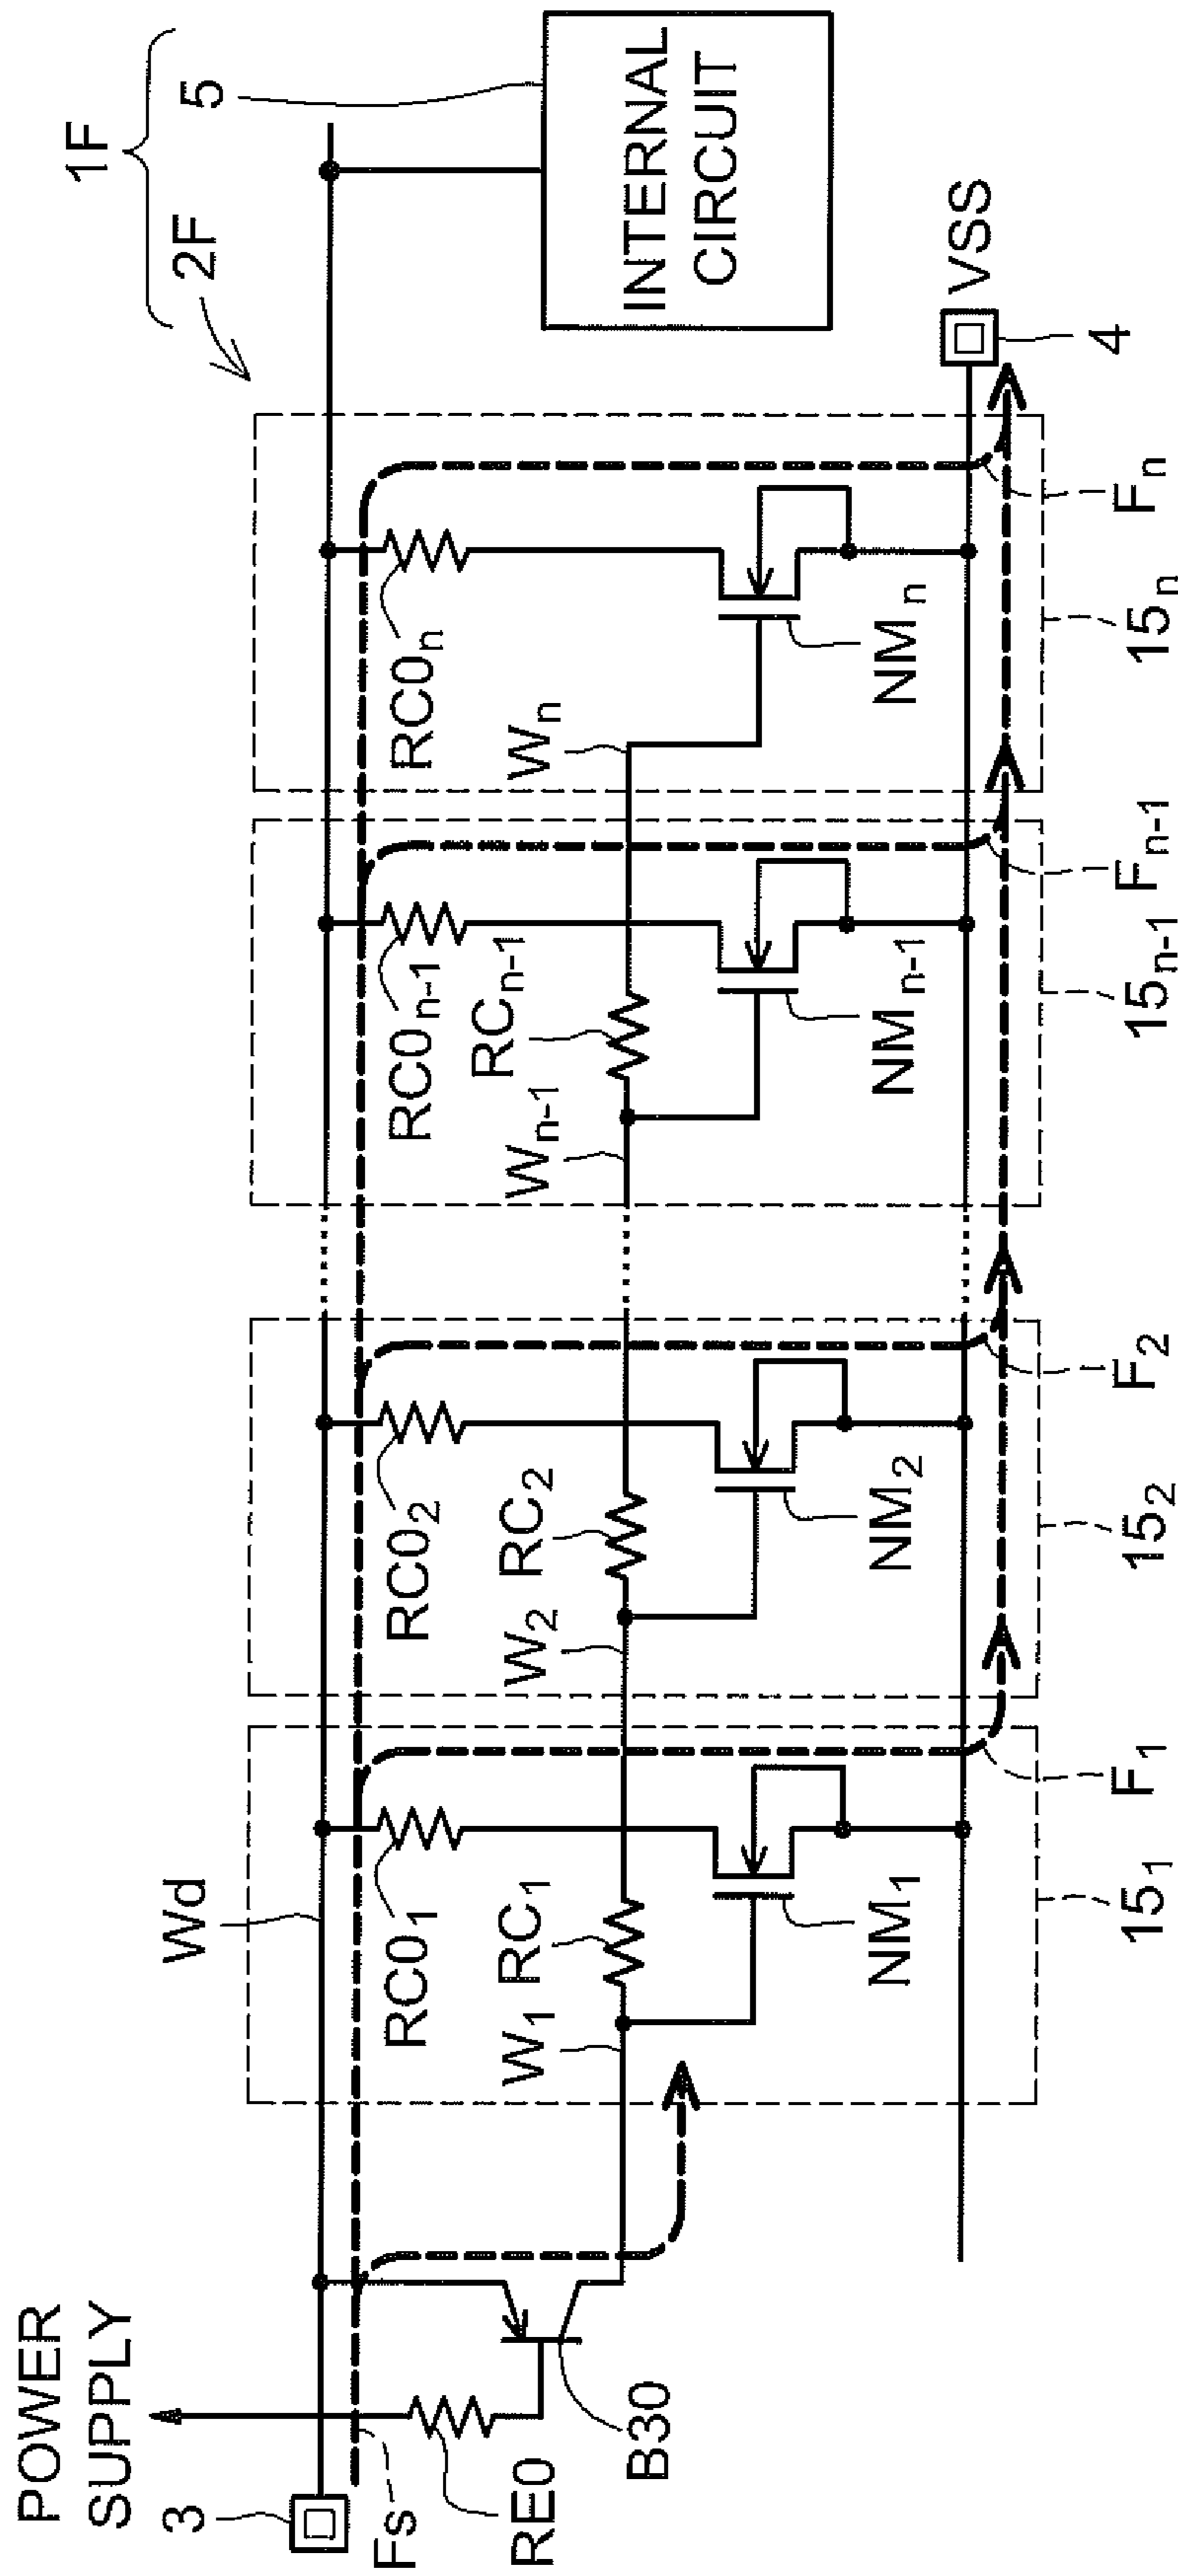 1F
5
2F
INTERNAL
CIRCUIT
VSS
4
POWER
SUPPLY
3
Fs
RE0
B30
Wd
RC0₁
RC0₂
RC0ₙ₋₁
RC0ₙ
W₁
RC₁
W₂
RC₂
Wₙ₋₁
RCₙ₋₁
Wₙ
NM₁
NM₂
NMₙ₋₁
NMₙ
F₁
F₂
Fₙ₋₁
Fₙ
15₁
15₂
15ₙ₋₁
15ₙ